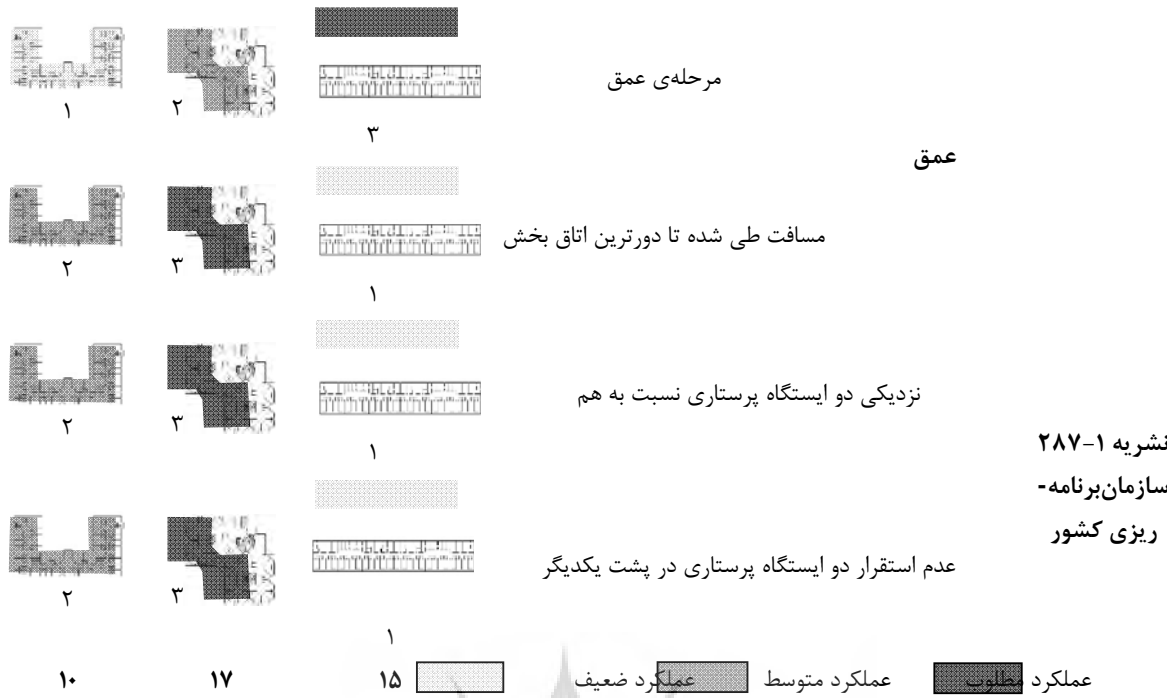 مرحله‌ی عمق
۳
۲
۱
عمق
مسافت طی شده تا دورترین اتاق بخش
۱
۳
۲
نزدیکی دو ایستگاه پرستاری نسبت به هم
۱
۳
۲
نشریه ۱-۲۸۷
سازمان‌برنامه-
ریزی کشور
عدم استقرار دو ایستگاه پرستاری در پشت یکدیگر
۱
۳
۲
عملکرد مطلوب
عملکرد متوسط
عملکرد ضعیف
۱۵
۱۷
۱۰